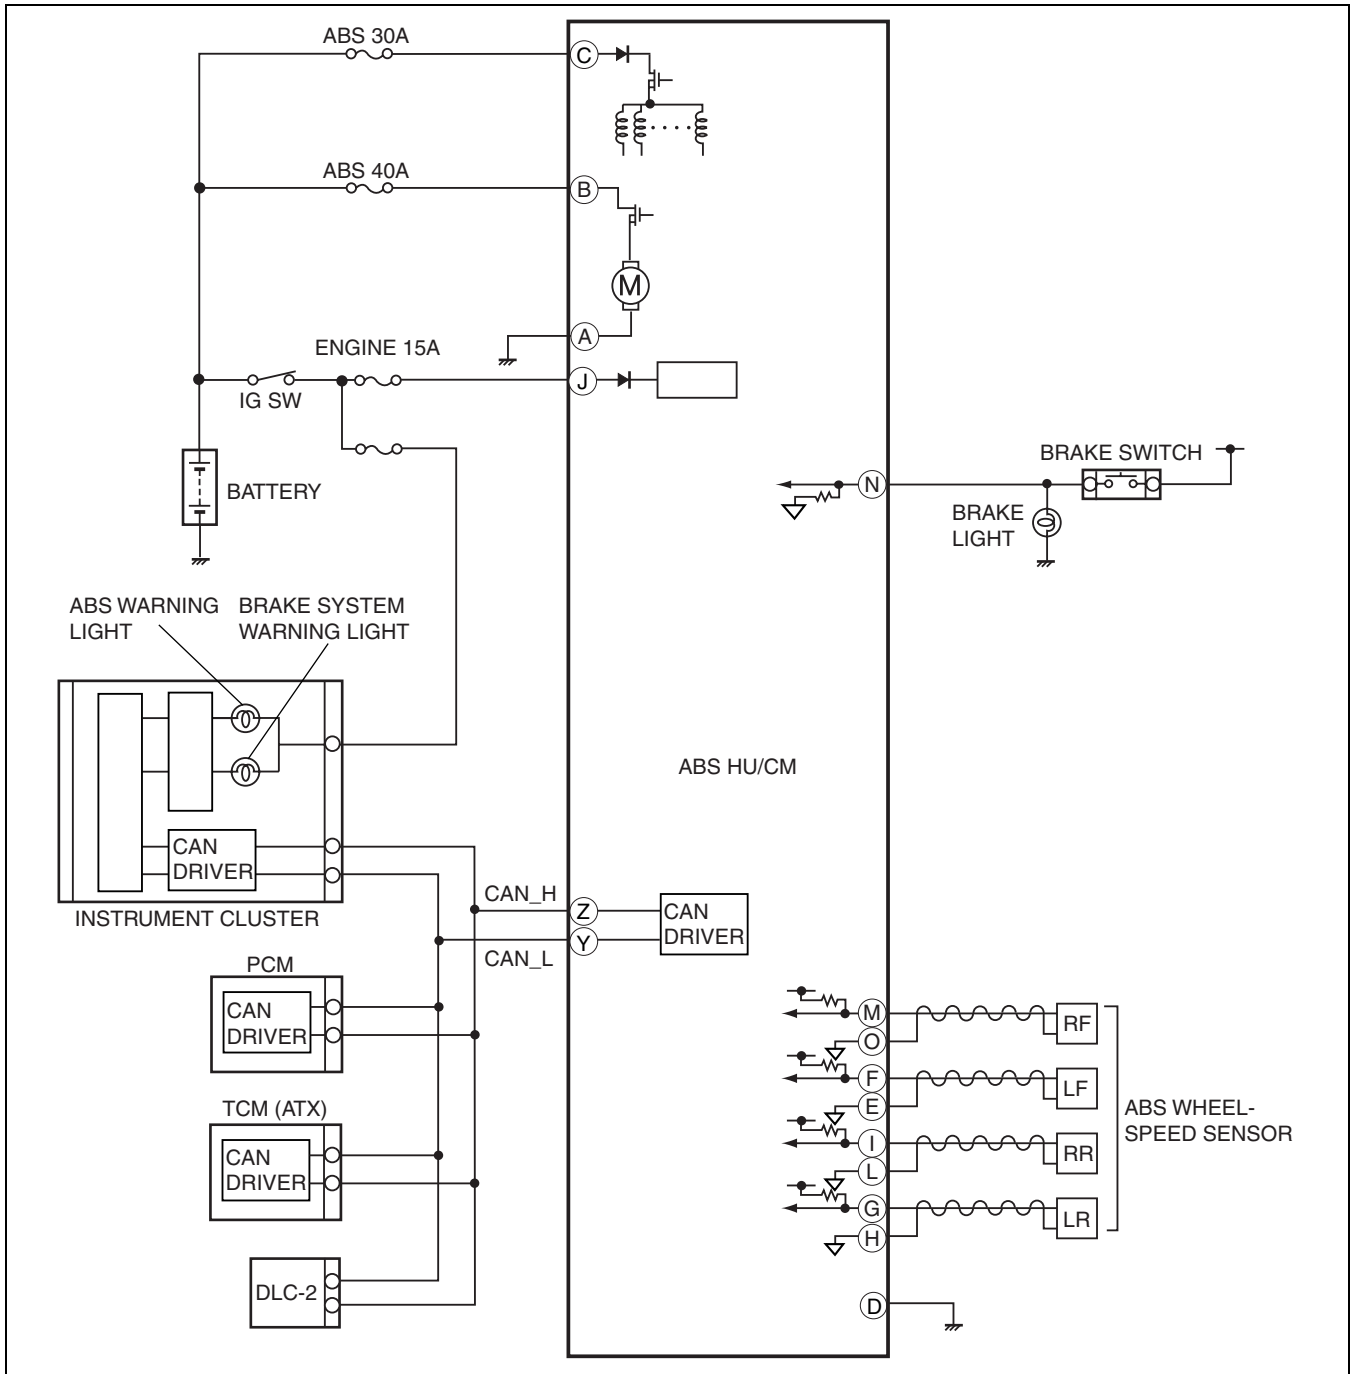 ABS 30A
C
ABS 40A
B
M
A
ENGINE 15A
J
IG SW
BATTERY
BRAKE SWITCH
N
BRAKE
LIGHT
ABS WARNING
LIGHT
BRAKE SYSTEM
WARNING LIGHT
ABS HU/CM
CAN
DRIVER
INSTRUMENT CLUSTER
CAN_H
Z
CAN
DRIVER
Y
CAN_L
PCM
CAN
DRIVER
TCM (ATX)
CAN
DRIVER
DLC-2
M
RF
O
F
LF
E
I
RR
L
G
LR
H
ABS WHEEL-
SPEED SENSOR
D